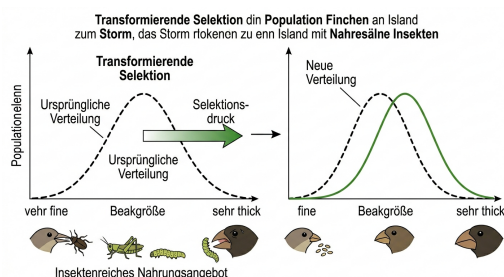 Transformierende Selektion din Population Finchen an Island
zum Storm, das Storm rlokenen zu enn Island mit Nahresälne Insekten
Transformierende
Selektion
Ursprüngliche
Verteilung
Selektions-
druck
Ursprüngliche
Verteilung
Populationelenn
vehr fine
Beakgröße
sehr thick
Insektenreiches Nahrungsangebot
Neue
Verteilung
fine
Beakgröße
sehr thick